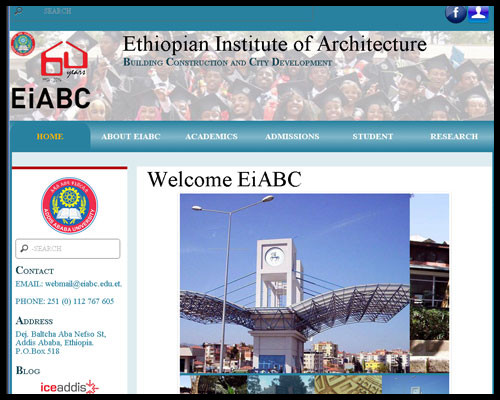 SEARCH
Ethiopian Institute of Architecture
Building Construction and City Development
60 years
EiABC
HOME
ABOUT EIABC
ACADEMICS
ADMISSIONS
STUDENT
RESEARCH
Welcome EiABC
ADDIS ABABA UNIVERSITY
-SEARCH
Contact
EMAIL: webmail@eiabc.edu.et.
PHONE: 251 (0) 112 767 605
Address
Dej. Baltcha Aba Nefso St,
Addis Ababa, Ethiopia.
P.O.Box 518
Blog
iceaddis